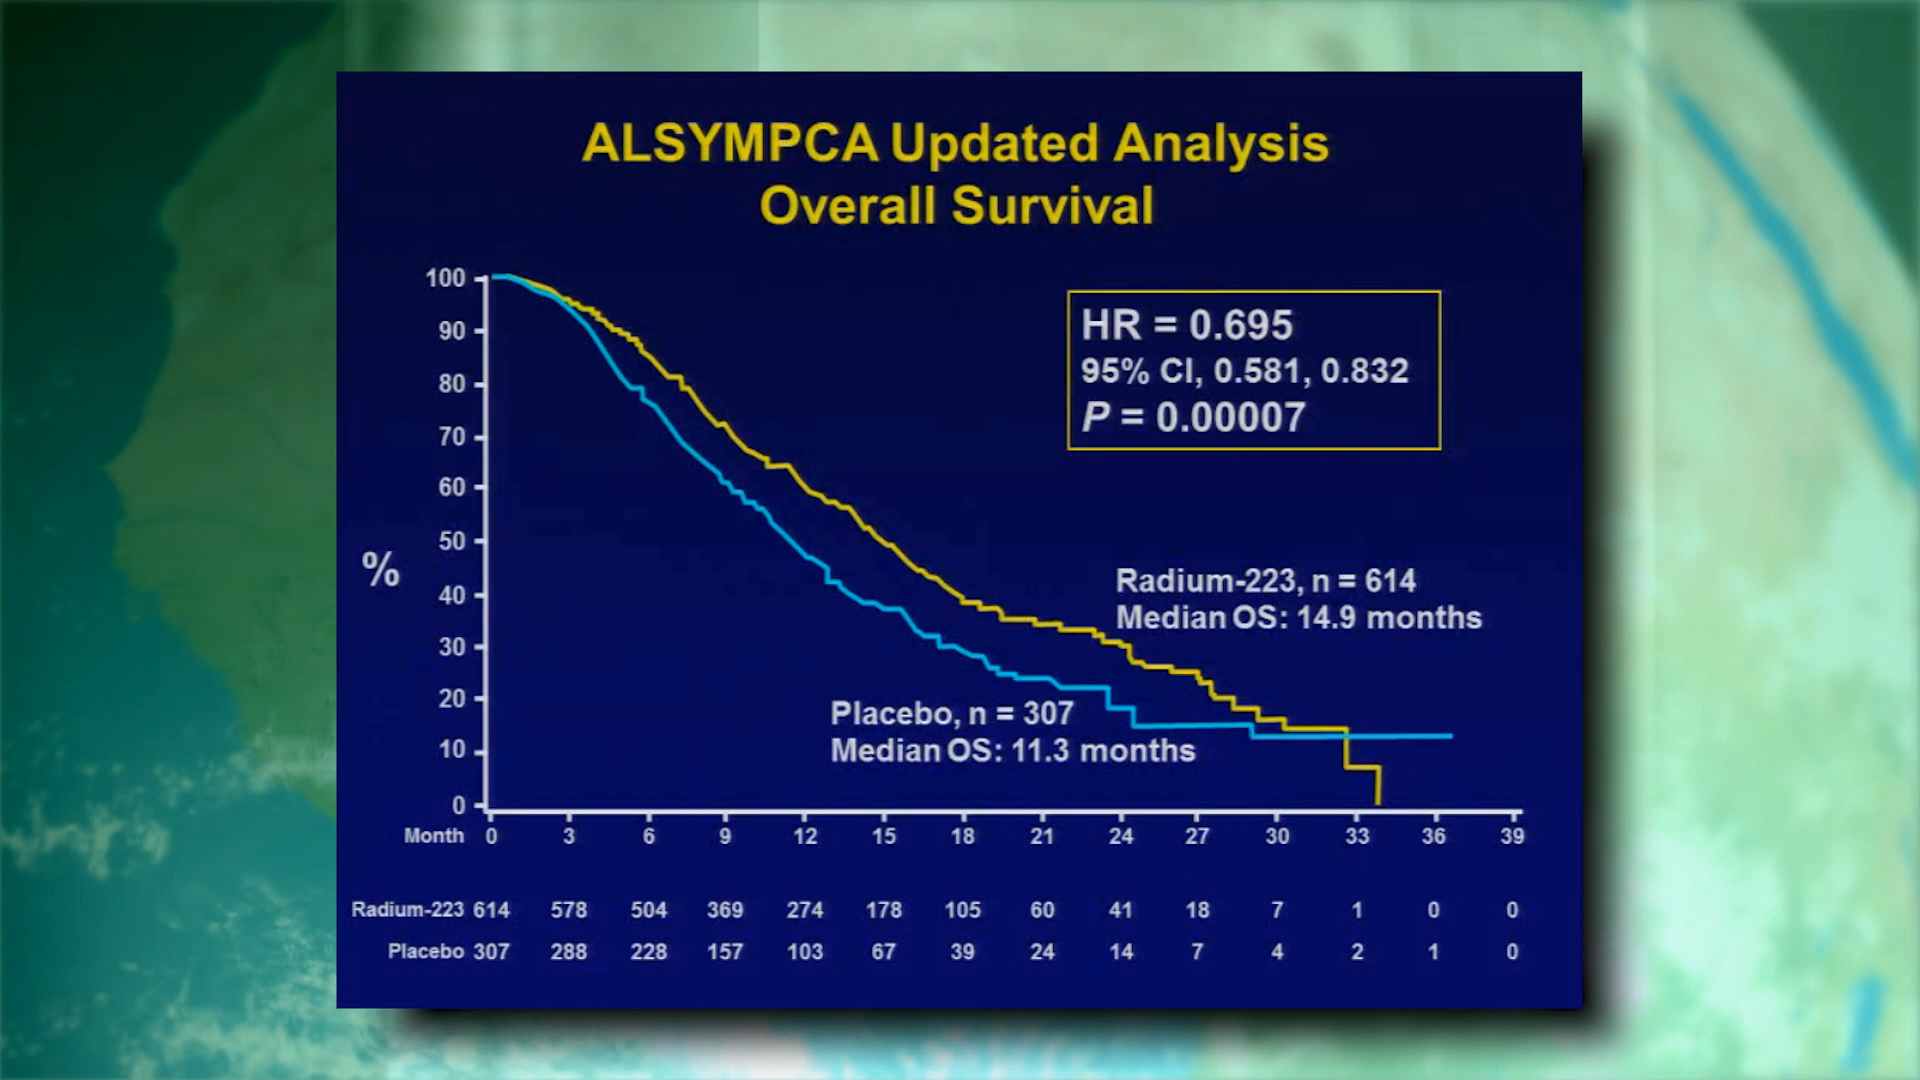 ALSYMPCA Updated Analysis
Overall Survival
HR = 0.695
95% CI, 0.581, 0.832
P = 0.00007
%
100
90
80
70
60
50
40
30
20
10
0
Radium-223, n = 614
Median OS: 14.9 months
Placebo, n = 307
Median OS: 11.3 months
Month 0 3 6 9 12 15 18 21 24 27 30 33 36 39
Radium-223 614 578 504 369 274 178 105 60 41 18 7 1 0 0
Placebo 307 288 228 157 103 67 39 24 14 7 4 2 1 0